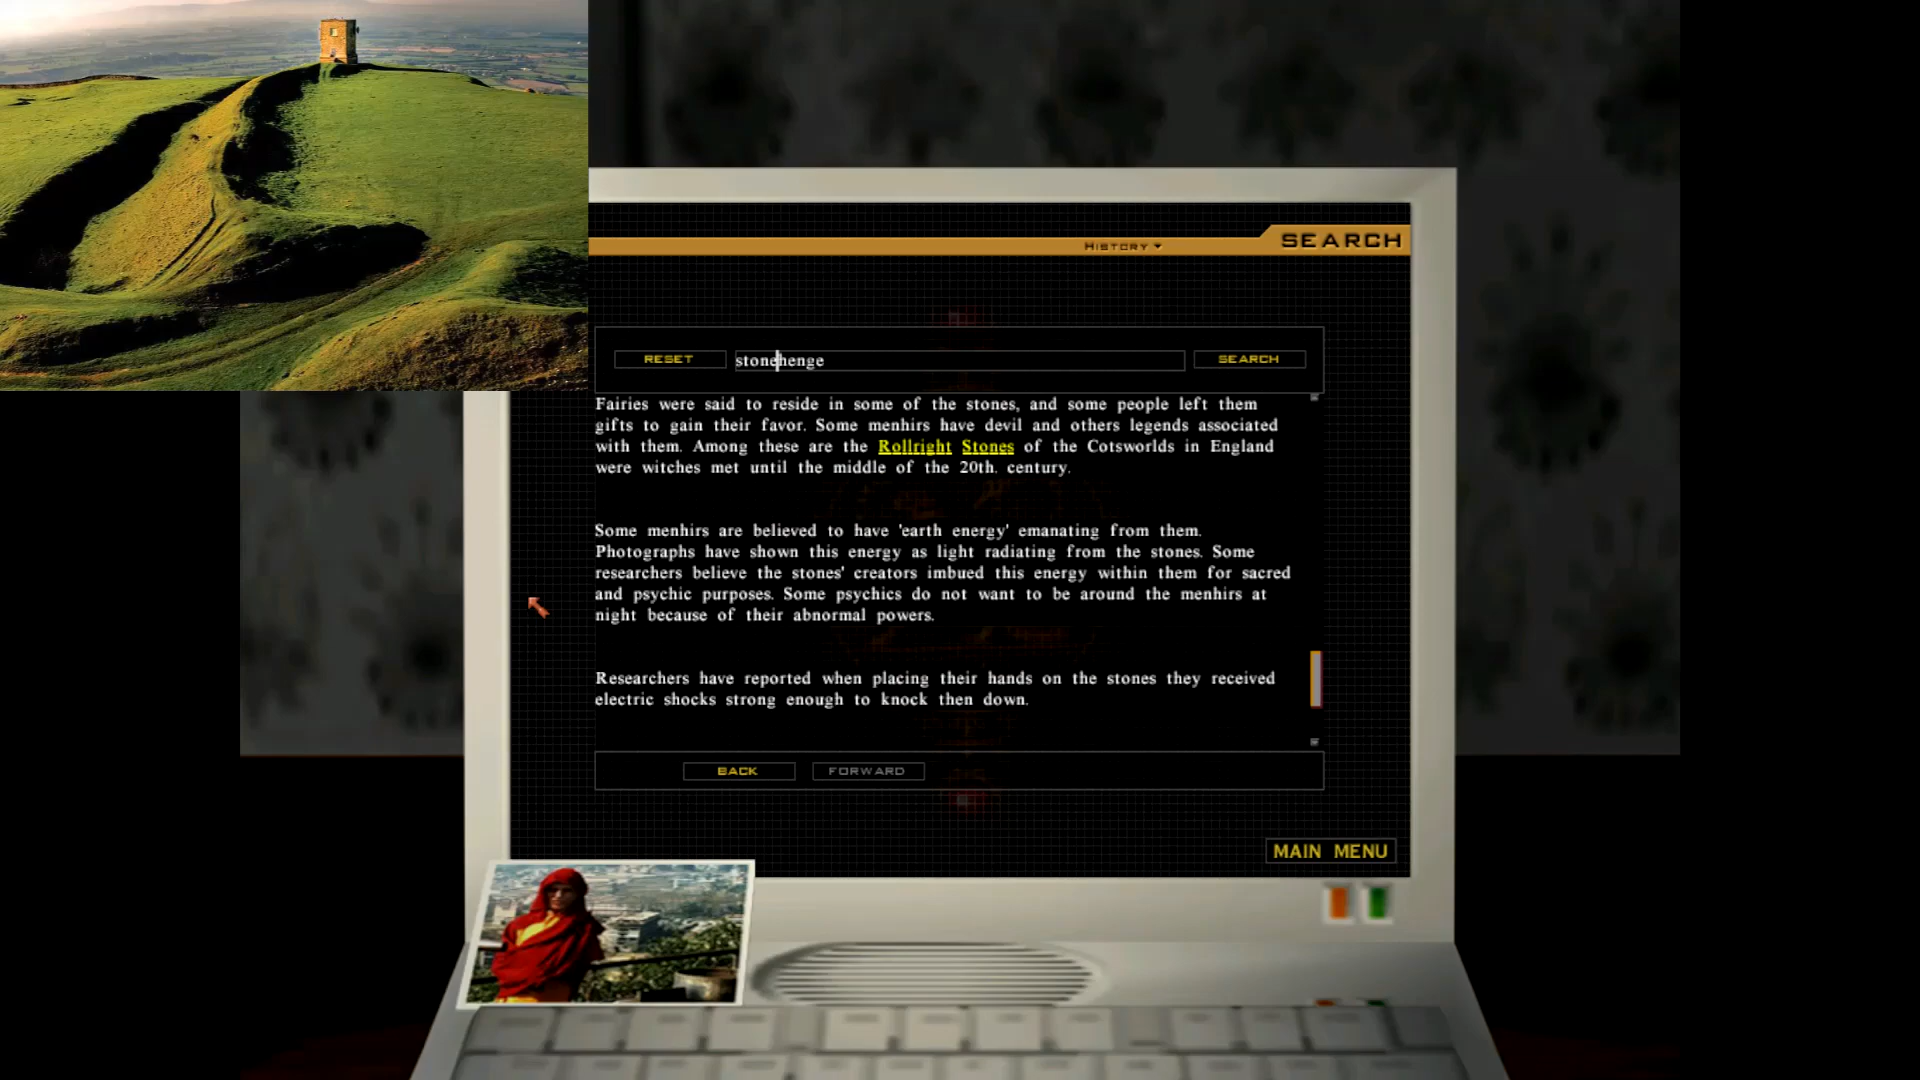 HISTORY
SEARCH
RESET
stonehenge
SEARCH
Fairies were said to reside in some of the stones, and some people left them
gifts to gain their favor. Some menhirs have devil and others legends associated
with them. Among these are the Rollright Stones of the Cotsworlds in England
were witches met until the middle of the 20th. century.
Some menhirs are believed to have 'earth energy' emanating from them.
Photographs have shown this energy as light radiating from the stones. Some
researchers believe the stones' creators imbued this energy within them for sacred
and psychic purposes. Some psychics do not want to be around the menhirs at
night because of their abnormal powers.
Researchers have reported when placing their hands on the stones they received
electric shocks strong enough to knock then down.
BACK
FORWARD
MAIN MENU